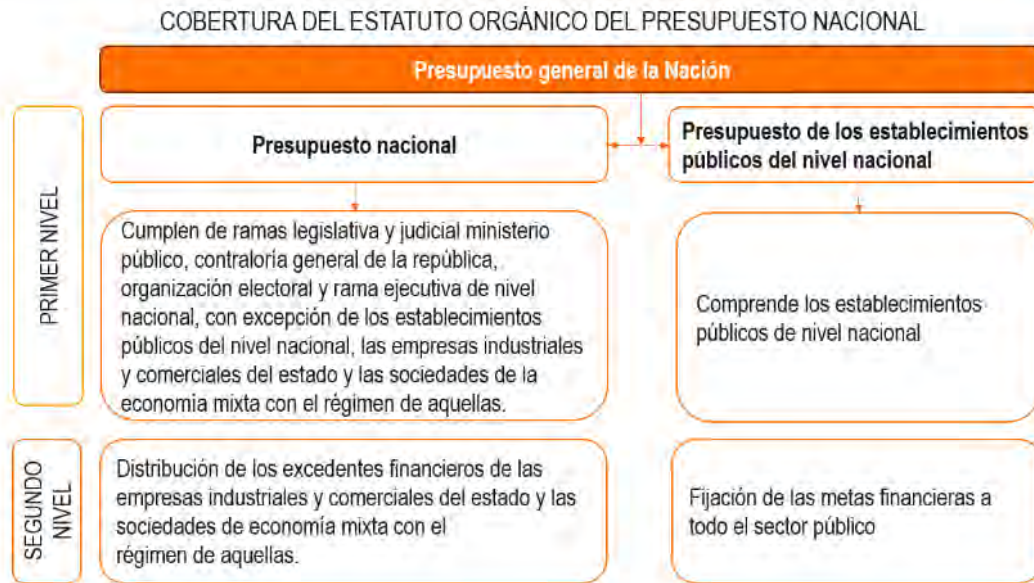 COBERTURA DEL ESTATUTO ORGÁNICO DEL PRESUPUESTO NACIONAL
Presupuesto general de la Nación
PRIMER NIVEL
Presupuesto nacional
Presupuesto de los establecimientos
públicos del nivel nacional
Cumplen de ramas legislativa y judicial ministerio
público, contraloría general de la república,
organización electoral y rama ejecutiva de nivel
nacional, con excepción de los establecimientos
públicos del nivel nacional, las empresas industriales
y comerciales del estado y las sociedades de la
economía mixta con el régimen de aquellas.
Comprende los establecimientos
públicos de nivel nacional
SEGUNDO
NIVEL
Distribución de los excedentes financieros de las
empresas industriales y comerciales del estado y las
sociedades de economía mixta con el
régimen de aquellas.
Fijación de las metas financieras a
todo el sector público